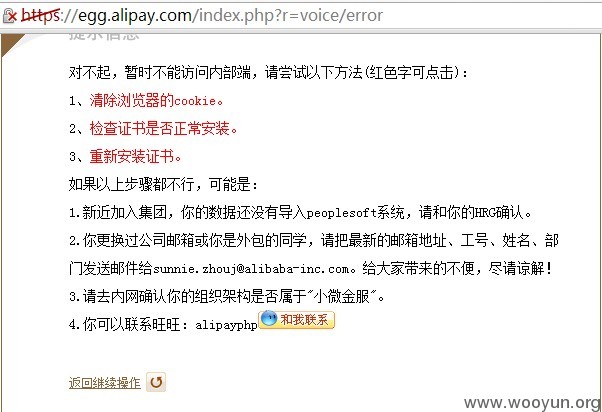 https://egg.alipay.com/index.php?r=voice/error
提示信息
对不起，暂时不能访问内部端，请尝试以下方法(红色字可点击)：
1、清除浏览器的cookie。
2、检查证书是否正常安装。
3、重新安装证书。
如果以上步骤都不行，可能是：
1.新近加入集团，你的数据还没有导入peoplesoft系统，请和你的HRG确认。
2.你更换过公司邮箱或你是外包的同学，请把最新的邮箱地址、工号、姓名、部
门发送邮件给sunnie.zhouj@alibaba-inc.com。给大家带来的不便，尽请谅解！
3.请去内网确认你的组织架构是否属于"小微金服"。
4.你可以联系旺旺：alipayphp 和我联系
返回继续操作
www.wooyun.org